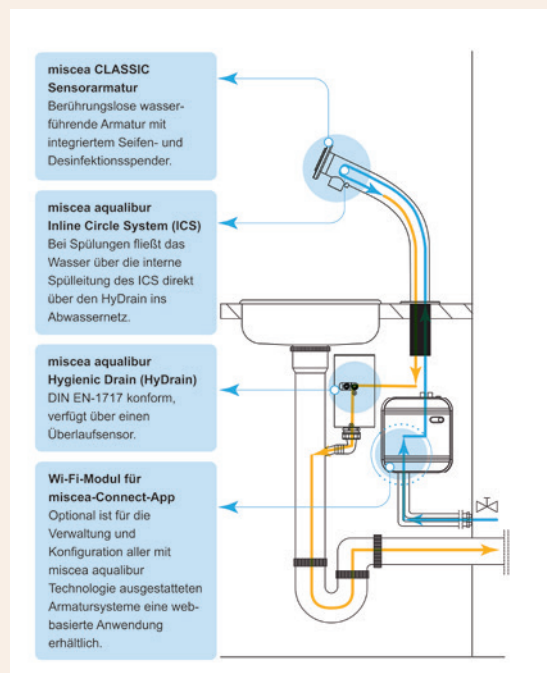 miscea CLASSIC
Sensorarmatur
Berührungslose wasser-
führende Armatur mit
integriertem Seifen- und
Desinfektionsspender.
miscea aqualibur
Inline Circle System (ICS)
Bei Spülungen fließt das
Wasser über die interne
Spülleitung des ICS direkt
über den HyDrain ins
Abwassernetz.
miscea aqualibur
Hygienic Drain (HyDrain)
DIN EN-1717 konform,
verfügt über einen
Überlaufsensor.
Wi-Fi-Modul für
miscea-Connect-App
Optional ist für die
Verwaltung und
Konfiguration aller mit
miscea aqualibur
Technologie ausgestatteten
Armatursysteme eine web-
basierte Anwendung
erhältlich.